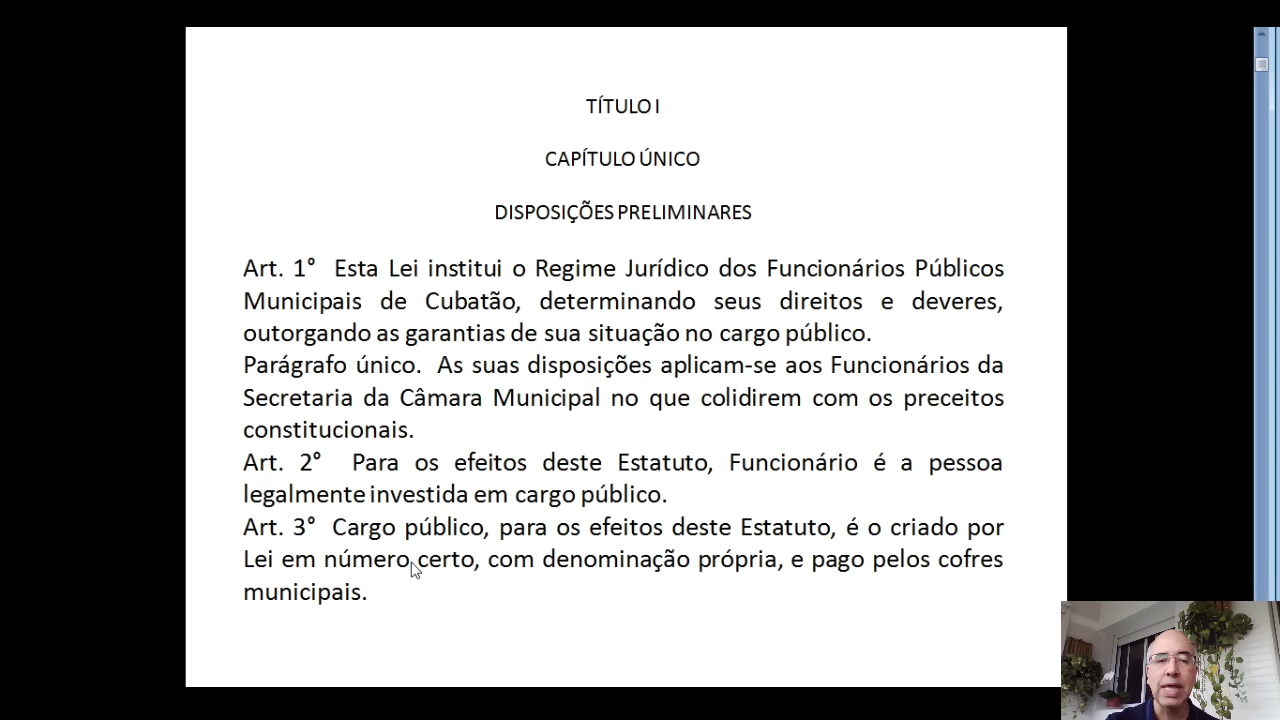 TÍTULO I
CAPÍTULO ÚNICO
DISPOSIÇÕES PRELIMINARES
Art. 1° Esta Lei institui o Regime Jurídico dos Funcionários Públicos
Municipais de Cubatão, determinando seus direitos e deveres,
outorgando as garantias de sua situação no cargo público.
Parágrafo único. As suas disposições aplicam-se aos Funcionários da
Secretaria da Câmara Municipal no que colidirem com os preceitos
constitucionais.
Art. 2° Para os efeitos deste Estatuto, Funcionário é a pessoa
legalmente investida em cargo público.
Art. 3° Cargo público, para os efeitos deste Estatuto, é o criado por
Lei em número certo, com denominação própria, e pago pelos cofres
municipais.